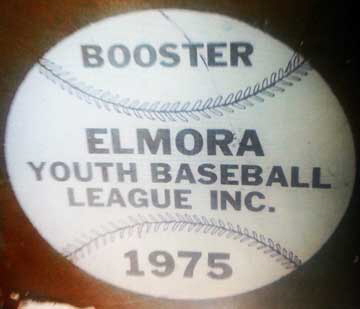 BOOSTER
ELMORA
YOUTH BASEBALL
LEAGUE INC.
1975